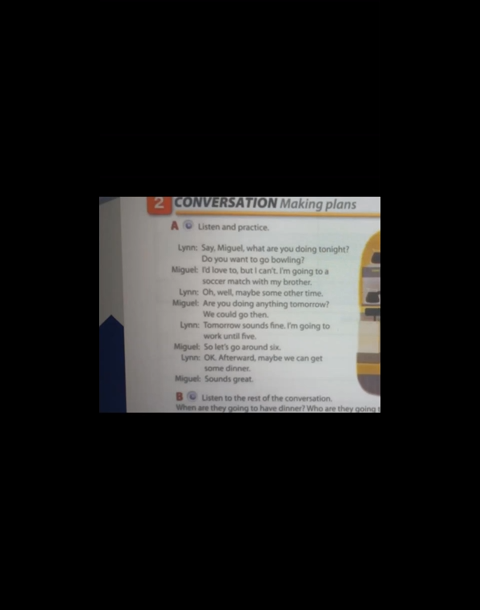 2 CONVERSATION Making plans
A Listen and practice.
Lynn: Say, Miguel, what are you doing tonight?
Do you want to go bowling?
Miguel: I'd love to, but I can't. I'm going to a
soccer match with my brother.
Lynn: Oh, well, maybe some other time.
Miguel: Are you doing anything tomorrow?
We could go then.
Lynn: Tomorrow sounds fine. I'm going to
work until five.
Miguel: So let's go around six.
Lynn: OK. Afterward, maybe we can get
some dinner.
Miguel: Sounds great.
B Listen to the rest of the conversation.
When are they going to have dinner? Who are they going